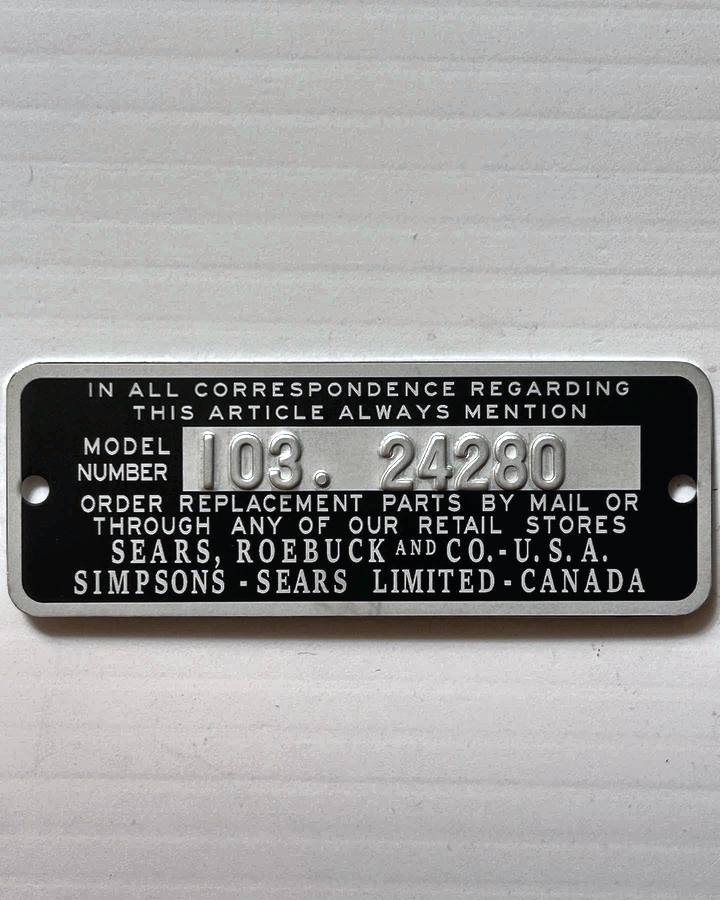 IN ALL CORRESPONDENCE REGARDING
THIS ARTICLE ALWAYS MENTION
MODEL NUMBER 103. 24280
ORDER REPLACEMENT PARTS BY MAIL OR
THROUGH ANY OF OUR RETAIL STORES
SEARS, ROEBUCK AND CO.-U.S.A.
SIMPSONS-SEARS LIMITED-CANADA